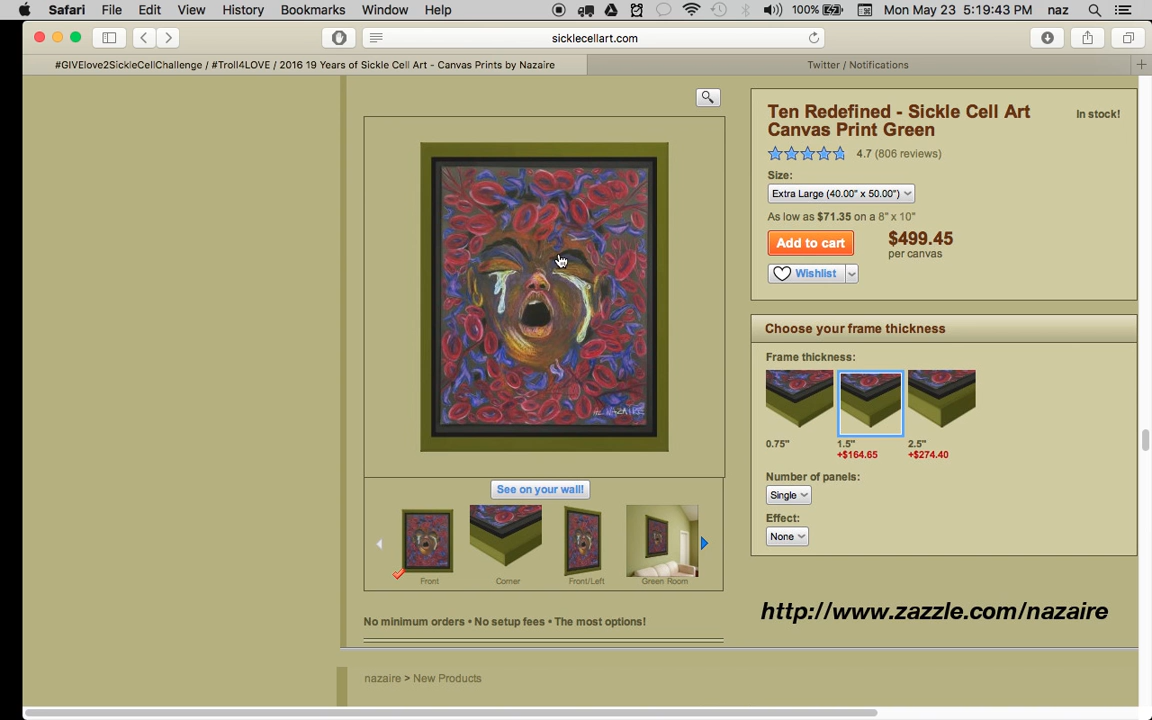 Safari File Edit View History Bookmarks Window Help 100% Mon May 23 5:19:43 PM naz
sicklecellart.com
#GIVElove2SickleCellChallenge / #Troll4LOVE / 2016 19 Years of Sickle Cell Art - Canvas Prints by Nazaire
Twitter / Notifications
HL NAZAIRE
See on your wall!
Front
Corner
Front/Left
Green Room
No minimum orders • No setup fees • The most options!
nazaire > New Products
Ten Redefined - Sickle Cell Art
Canvas Print Green
In stock!
4.7 (806 reviews)
Size:
Extra Large (40.00" x 50.00")
As low as $71.35 on a 8" x 10"
Add to cart
$499.45
per canvas
Wishlist
Choose your frame thickness
Frame thickness:
0.75"
1.5"
+$164.65
2.5"
+$274.40
Number of panels:
Single
Effect:
None
http://www.zazzle.com/nazaire